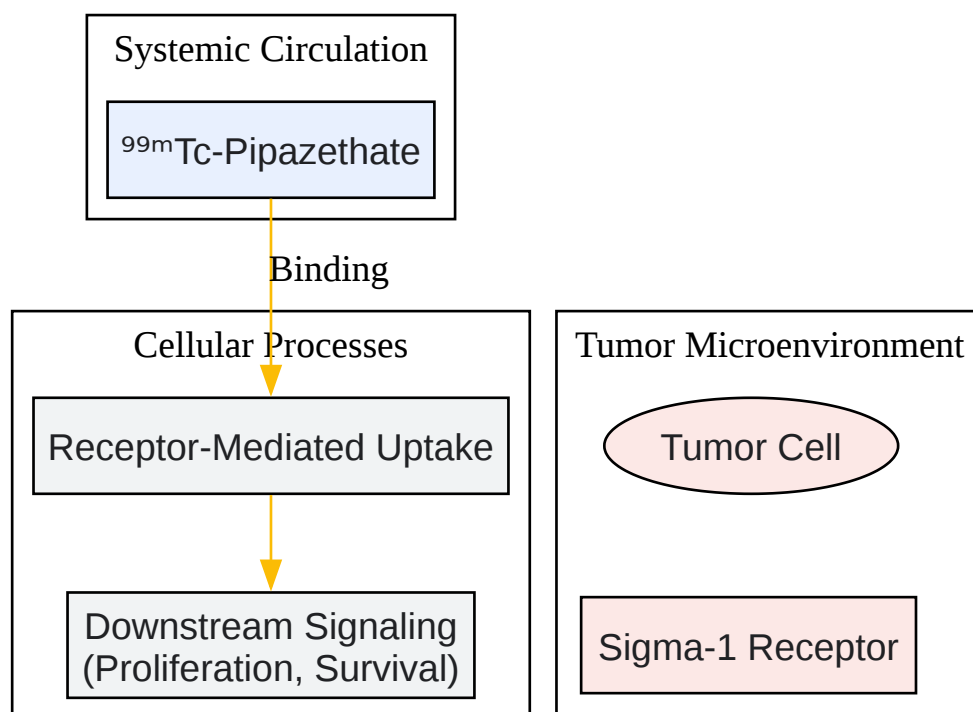 Systemic Circulation
⁹⁹ᵐTc-Pipazethate
Binding
Cellular Processes
Receptor-Mediated Uptake
Downstream Signaling
(Proliferation, Survival)
Tumor Microenvironment
Tumor Cell
Sigma-1 Receptor